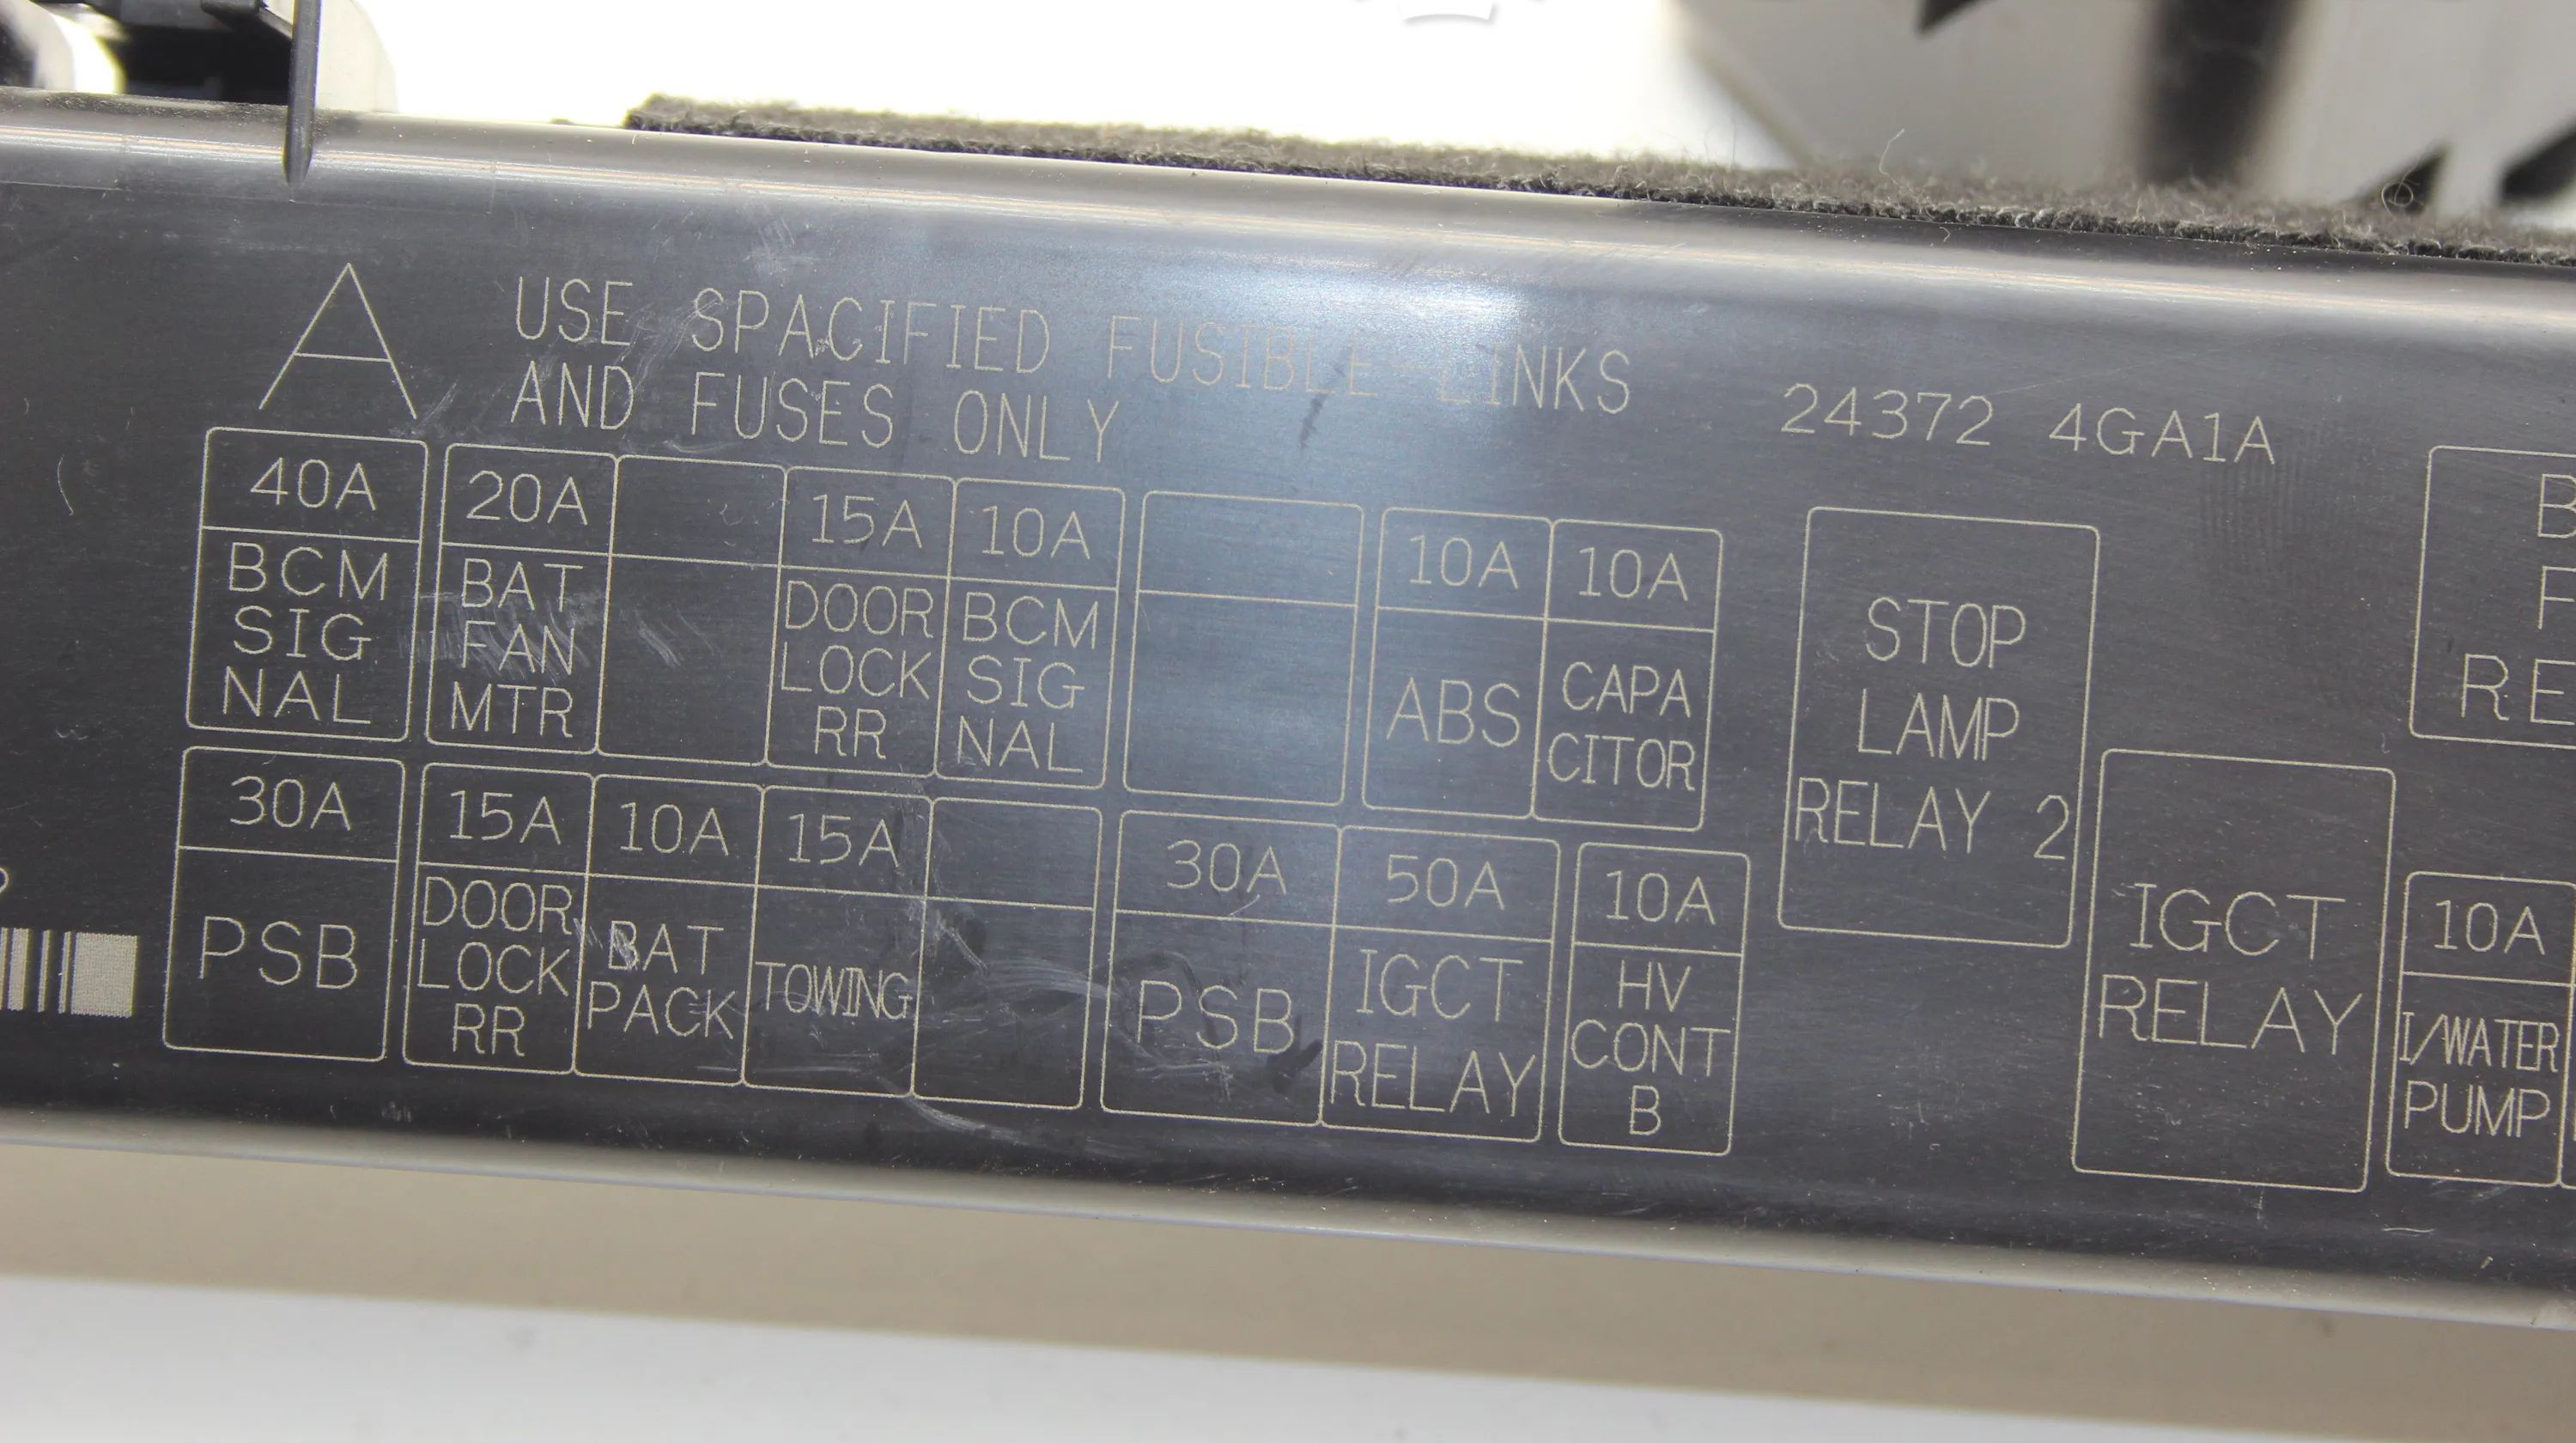 A
USE SPACIFIED FUSIBLE-LINKS
AND FUSES ONLY
24372 4GA1A
40A
BCM
SIG
NAL
20A
BAT
FAN
MTR
15A
DOOR
LOCK
RR
10A
BCM
SIG
NAL
10A
ABS
10A
CAPA
CITOR
STOP
LAMP
RELAY 2
30A
PSB
15A
DOOR
LOCK
RR
10A
BAT
PACK
15A
TOWING
30A
PSB
50A
IGCT
RELAY
10A
HV
CONT
B
IGCT
RELAY
10A
I/WATER
PUMP